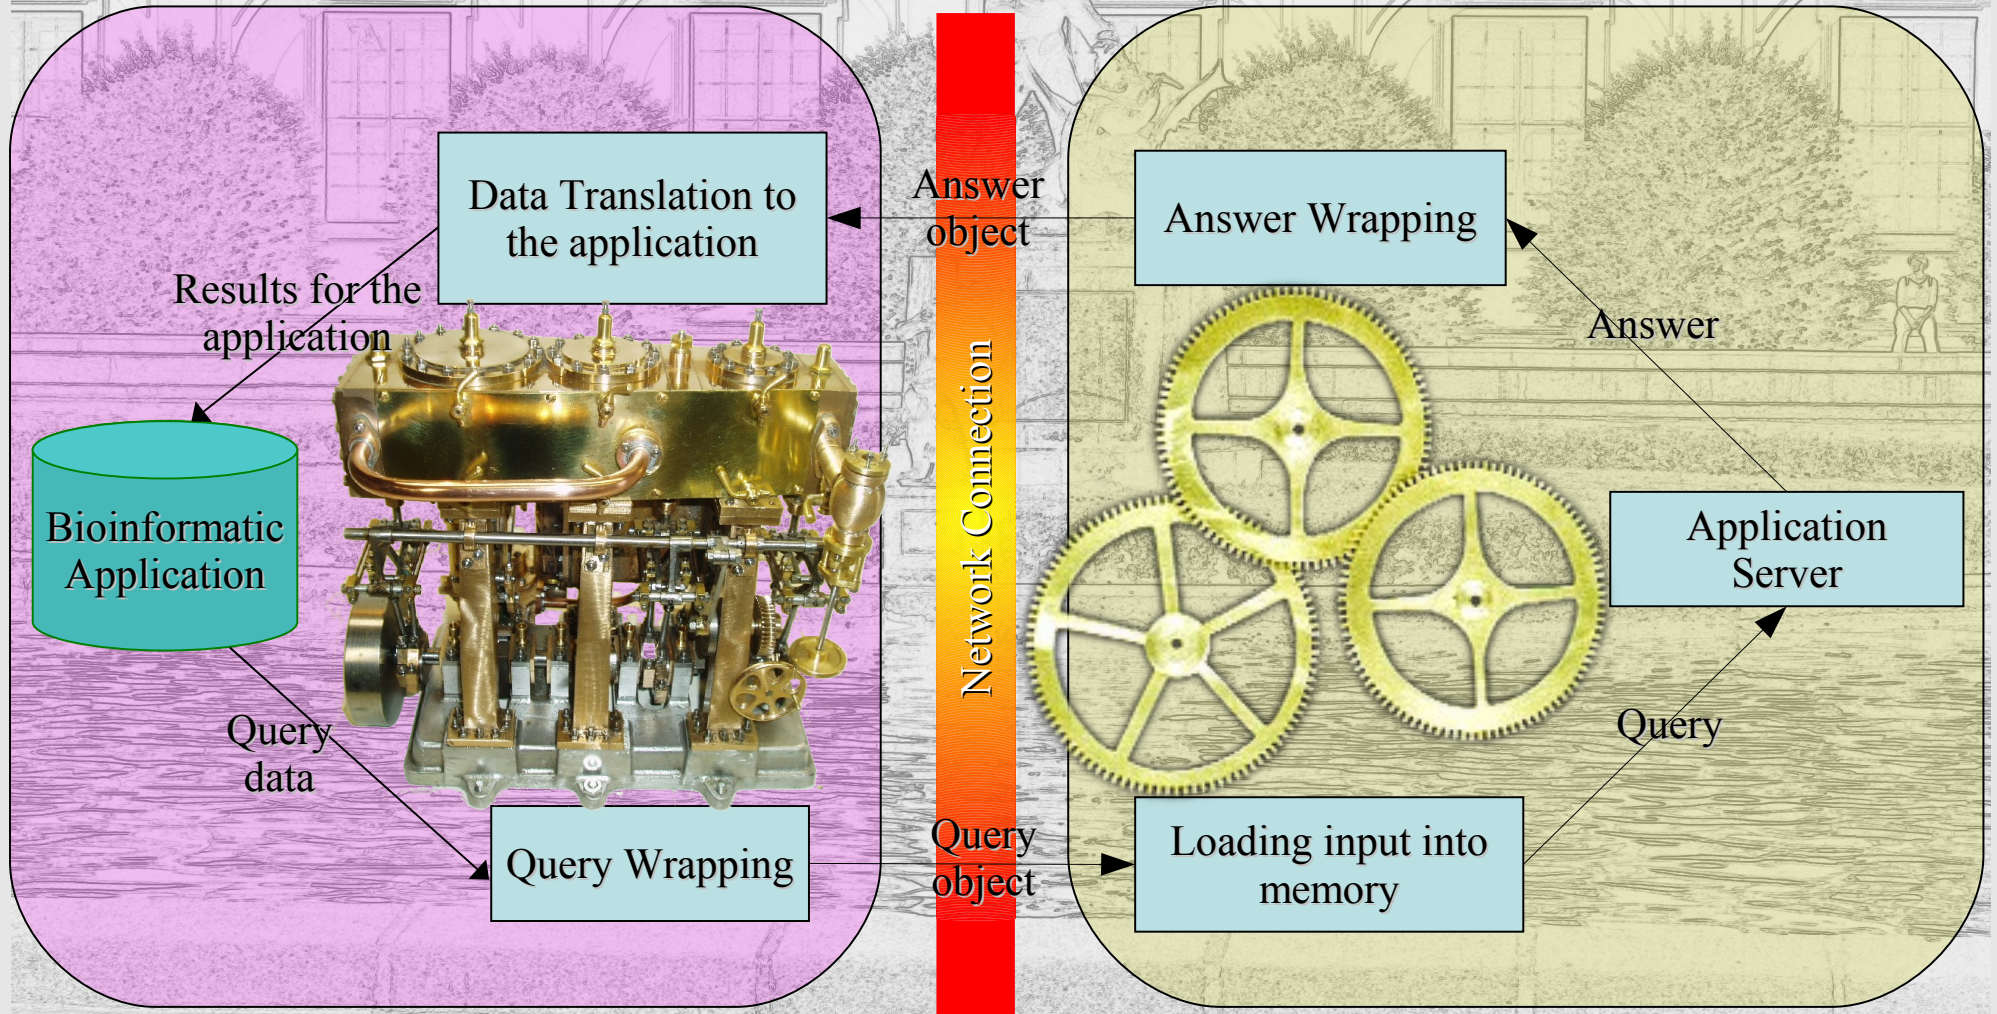 Data Translation to
the application
Answer
object
Answer Wrapping
Results for the
application
Answer
Network Connection
Bioinformatic
Application
Application
Server
Query
data
Query
Query Wrapping
Query
object
Loading input into
memory